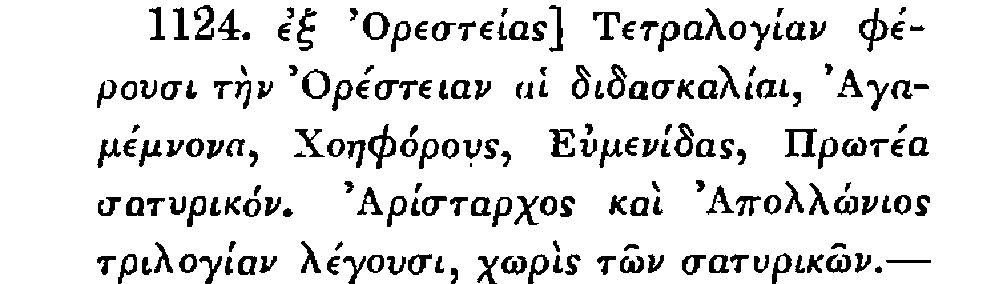 1124. ἐξ Ὀρεστείας] Τετραλογίαν φέ-
ρουσι τὴν Ὀρέστειαν αἱ διδασκαλίαι, Ἀγα-
μέμνονα, Χοηφόρους, Εὐμενίδας, Πρωτέα
σατυρικόν. Ἀρίσταρχος καὶ Ἀπολλώνιος
τριλογίαν λέγουσι, χωρὶς τῶν σατυρικῶν.—